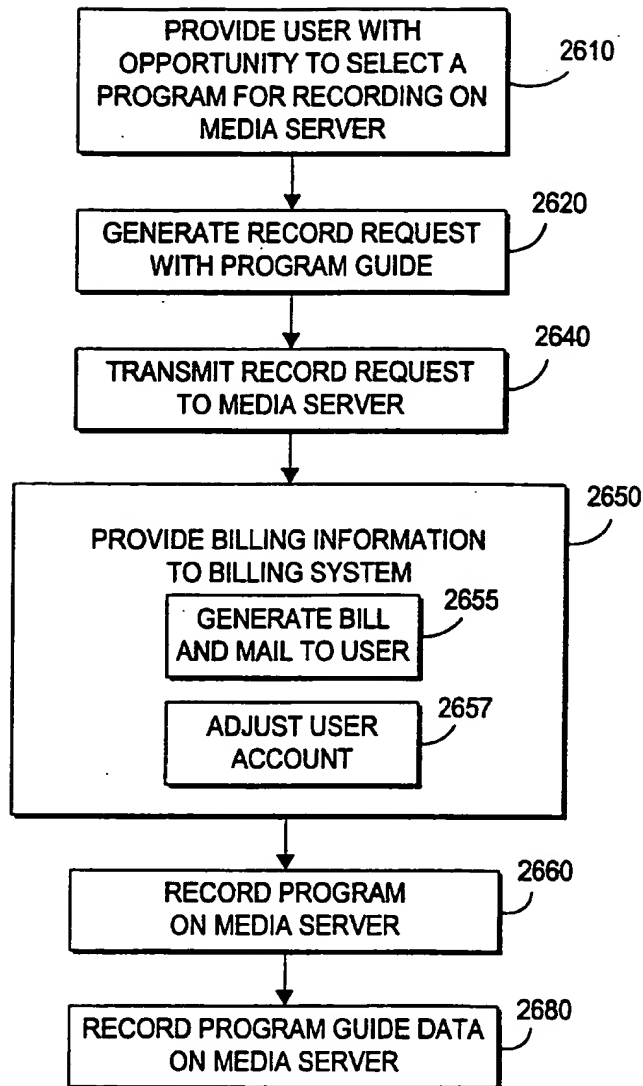 PROVIDE USER WITH
OPPORTUNITY TO SELECT A
PROGRAM FOR RECORDING ON
MEDIA SERVER
2610
GENERATE RECORD REQUEST
WITH PROGRAM GUIDE
2620
TRANSMIT RECORD REQUEST
TO MEDIA SERVER
2640
PROVIDE BILLING INFORMATION
TO BILLING SYSTEM
2650
GENERATE BILL
AND MAIL TO USER
2655
ADJUST USER
ACCOUNT
2657
RECORD PROGRAM
ON MEDIA SERVER
2660
RECORD PROGRAM GUIDE DATA
ON MEDIA SERVER
2680